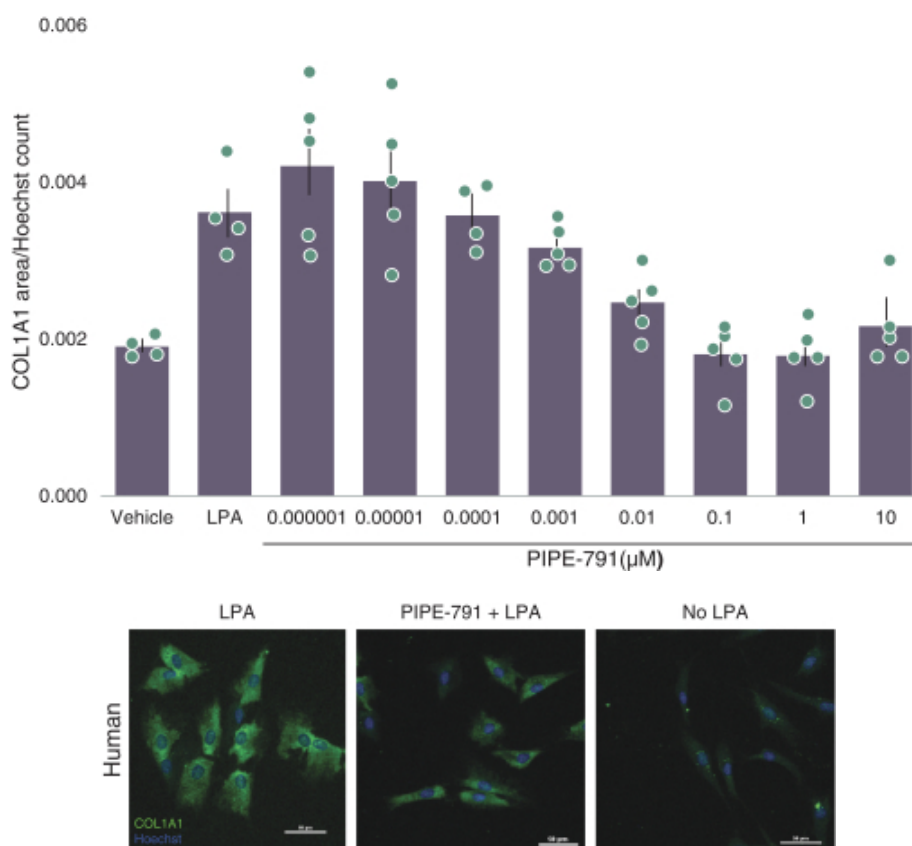 0.006
0.004
0.002
0.000
COL1A1 area/Hoechst count
Vehicle LPA 0.000001 0.00001 0.0001 0.001 0.01 0.1 1 10
PIPE-791(μM)
LPA PIPE-791 + LPA No LPA
Human
COL1A1
Hoechst